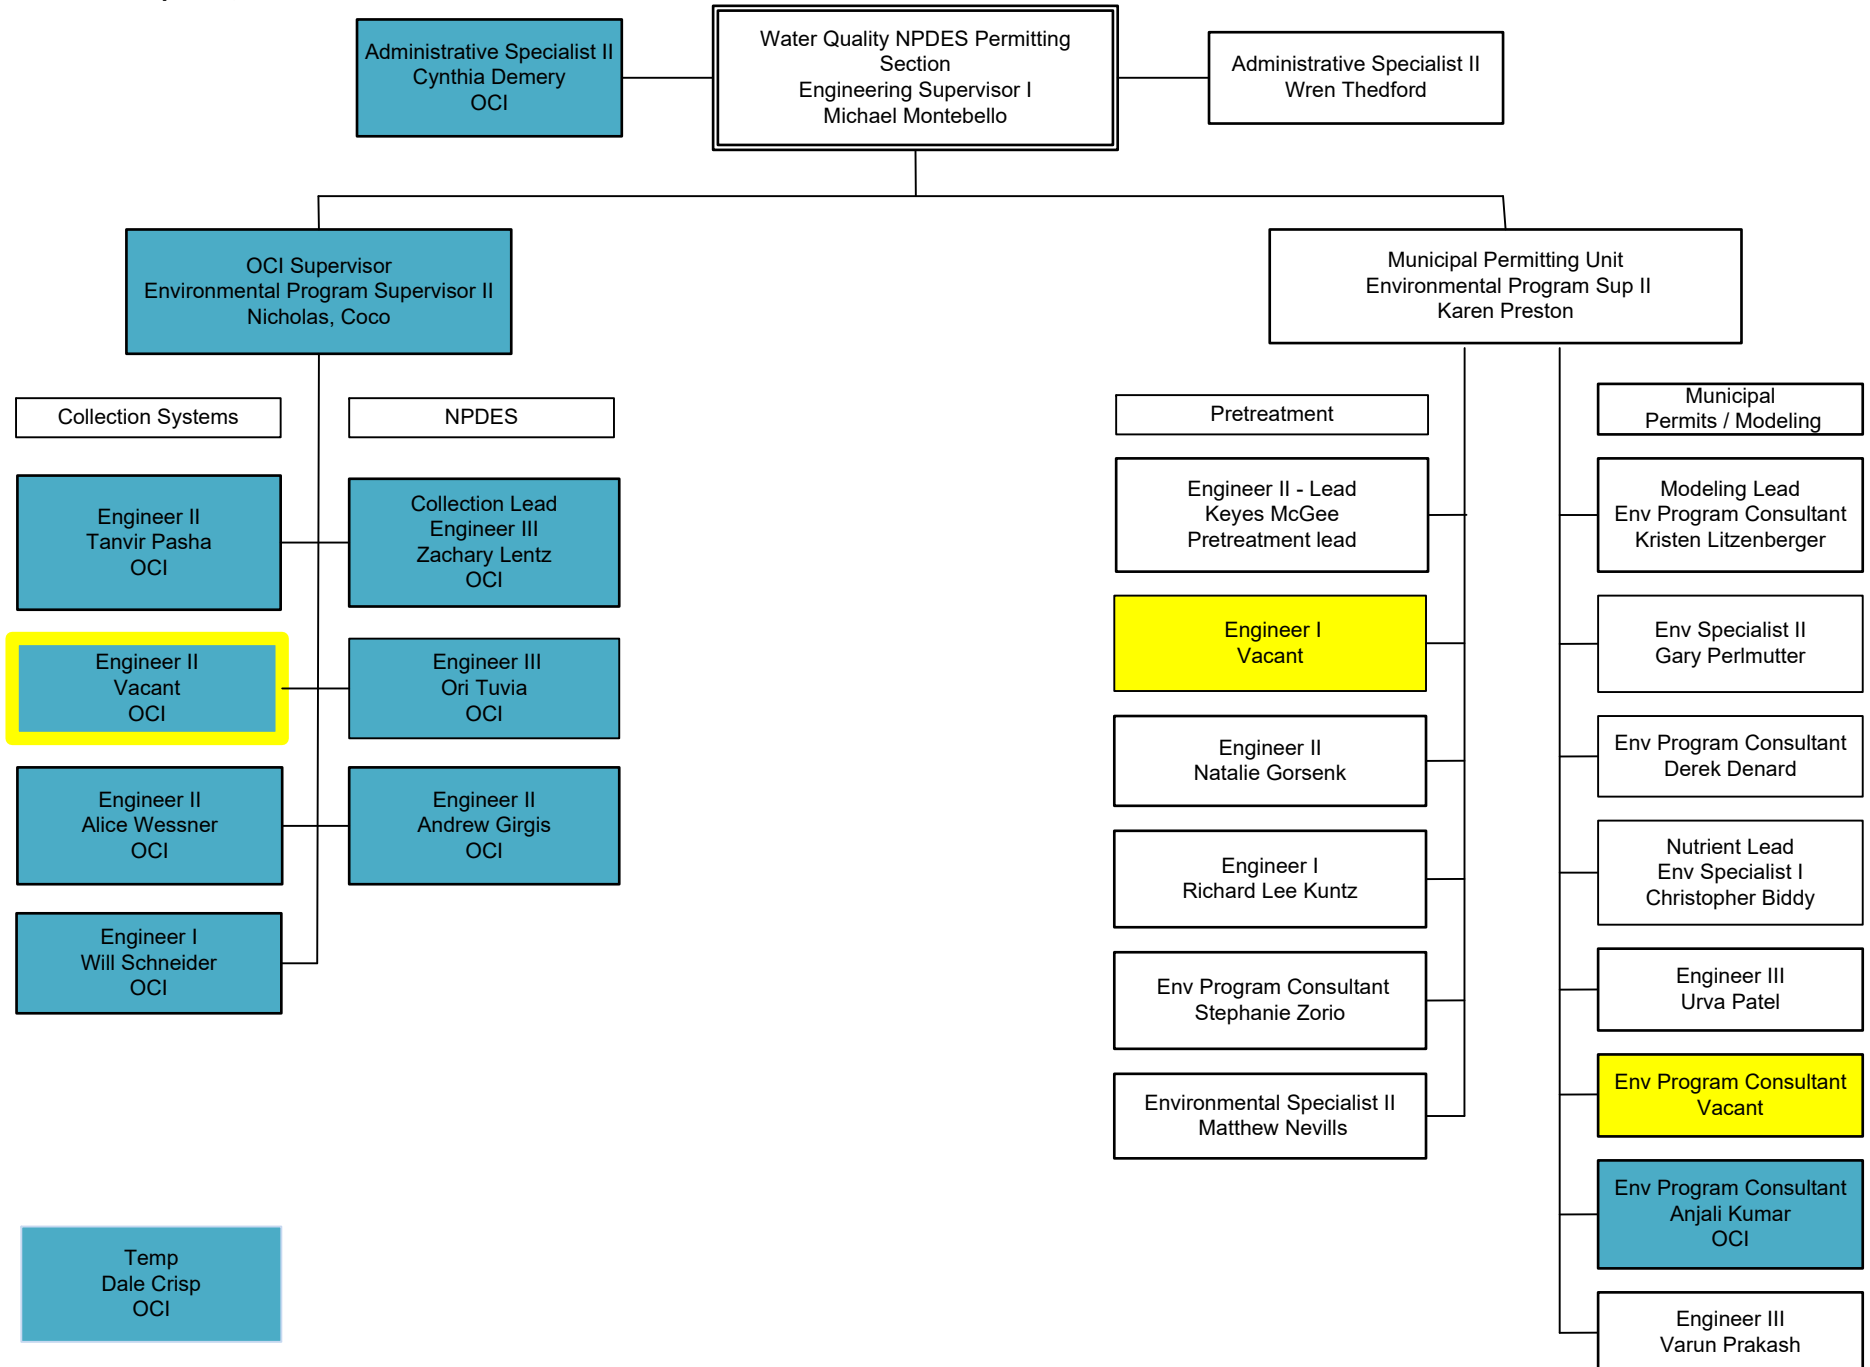 Administrative Specialist II
Cynthia Demery
OCI
Water Quality NPDES Permitting
Section
Engineering Supervisor I
Michael Montebello
Administrative Specialist II
Wren Thedford
OCI Supervisor
Environmental Program Supervisor II
Nicholas, Coco
Municipal Permitting Unit
Environmental Program Sup II
Karen Preston
Collection Systems
Engineer II
Tanvir Pasha
OCI
Engineer II
Vacant
OCI
Engineer II
Alice Wessner
OCI
Engineer I
Will Schneider
OCI
Temp
Dale Crisp
OCI
NPDES
Collection Lead
Engineer III
Zachary Lentz
OCI
Engineer III
Ori Tuvia
OCI
Engineer II
Andrew Girgis
OCI
Pretreatment
Engineer II - Lead
Keyes McGee
Pretreatment lead
Engineer I
Vacant
Engineer II
Natalie Gorsenk
Engineer I
Richard Lee Kuntz
Env Program Consultant
Stephanie Zorio
Environmental Specialist II
Matthew Nevills
Municipal
Permits / Modeling
Modeling Lead
Env Program Consultant
Kristen Litzenberger
Env Specialist II
Gary Perlmutter
Env Program Consultant
Derek Denard
Nutrient Lead
Env Specialist I
Christopher Biddy
Engineer III
Urva Patel
Env Program Consultant
Vacant
Env Program Consultant
Anjali Kumar
OCI
Engineer III
Varun Prakash